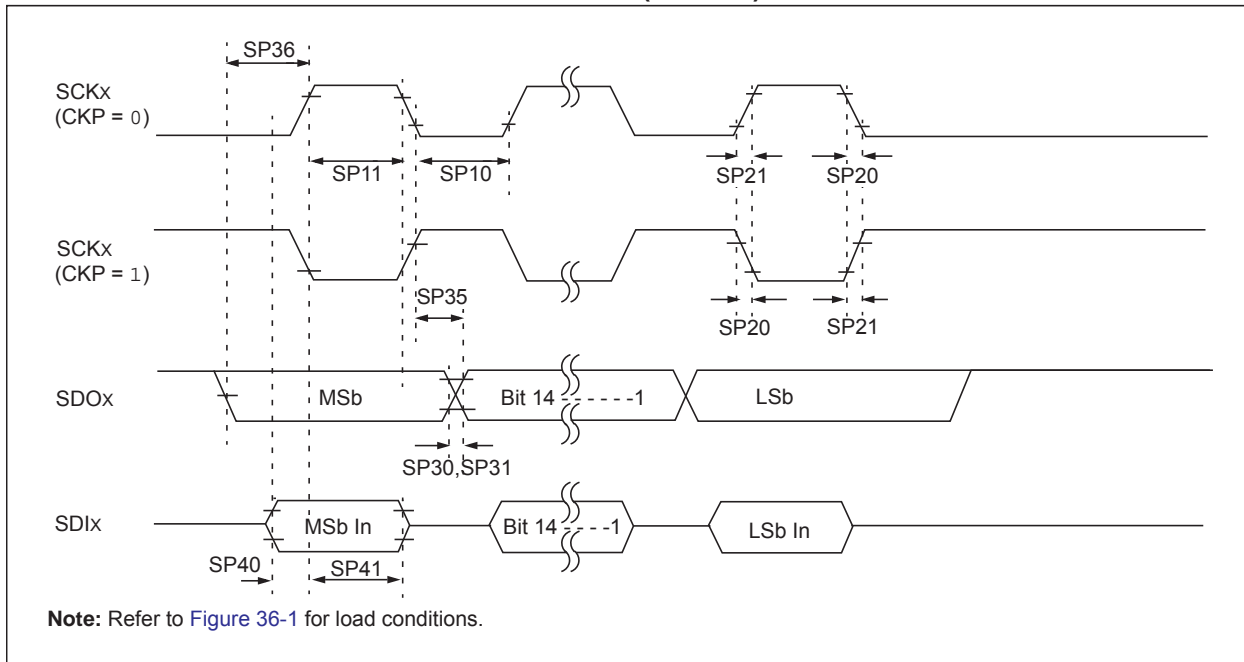 SP36
SCKx
(CKP = 0)
SP11
SP10
SP21
SP20
SCKx
(CKP = 1)
SP35
SP20
SP21
SDOx
MSb
Bit 14 - - - - - -1
LSb
SP30,SP31
SDIx
MSb In
Bit 14 - - - - -1
LSb In
SP40
SP41
Note: Refer to Figure 36-1 for load conditions.